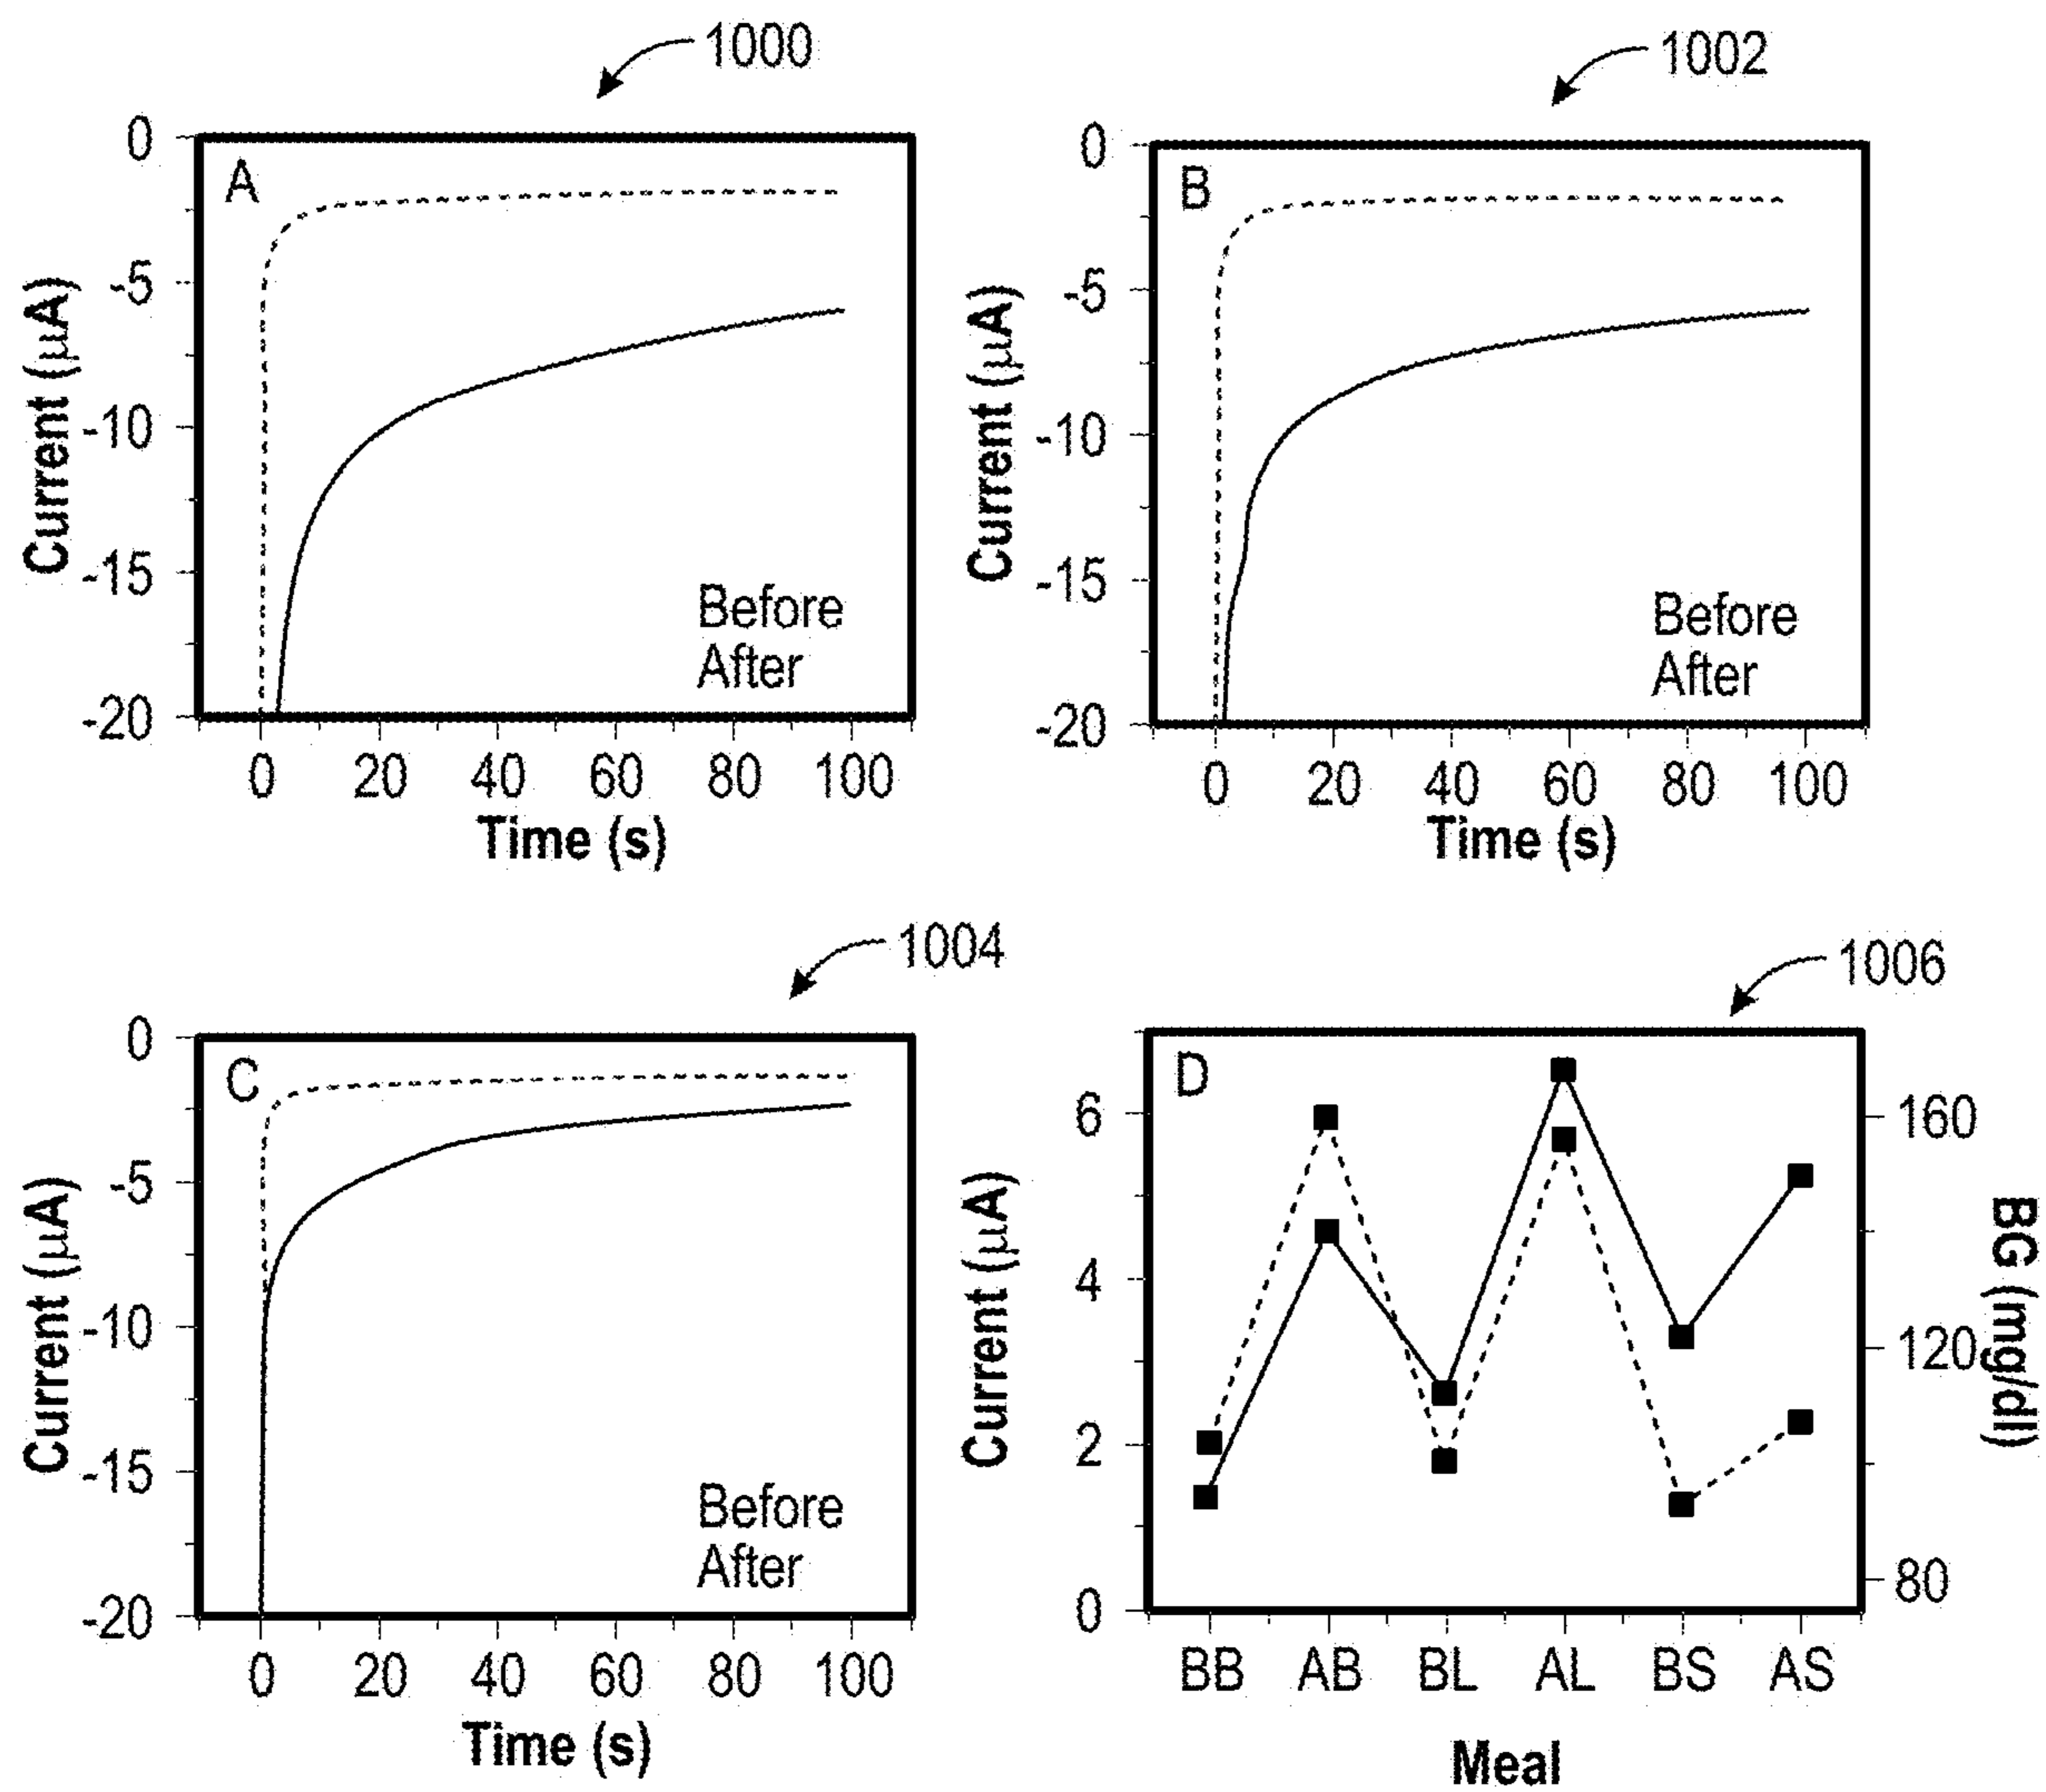 1000
0
A
-5
-10
-15
-20
Current (µA)
Before
After
0 20 40 60 80 100
Time (s)
1002
0
B
-5
-10
-15
-20
Current (µA)
Before
After
0 20 40 60 80 100
Time (s)
1004
0
C
-5
-10
-15
-20
Current (µA)
Before
After
0 20 40 60 80 100
Time (s)
1006
D
6
4
2
0
Current (µA)
160
120
80
BG (mg/dl)
BB AB BL AL BS AS
Meal